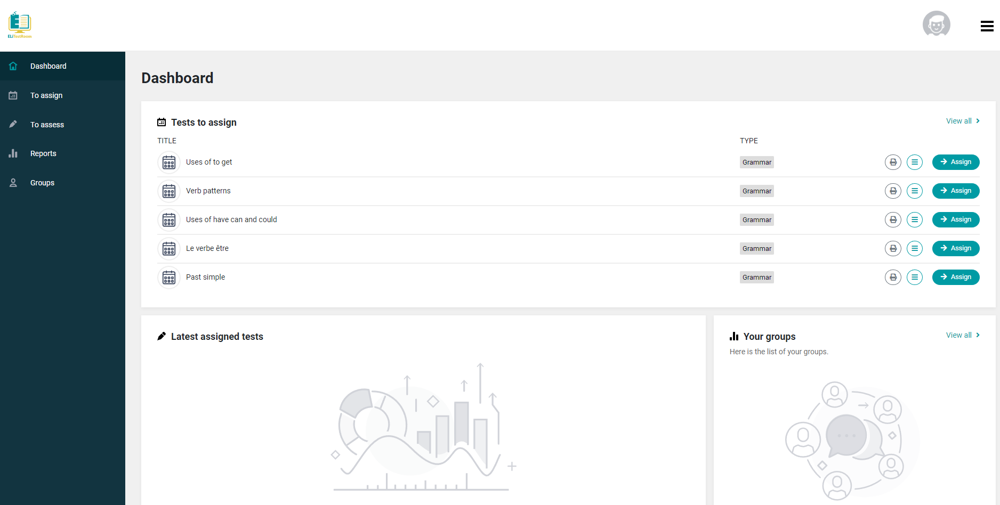 ELiTestRoom
Dashboard
To assign
To assess
Reports
Groups
Dashboard
Tests to assign
View all
TITLE TYPE
Uses of to get Grammar Assign
Verb patterns Grammar Assign
Uses of have can and could Grammar Assign
Le verbe être Grammar Assign
Past simple Grammar Assign
Latest assigned tests
Your groups
View all
Here is the list of your groups.